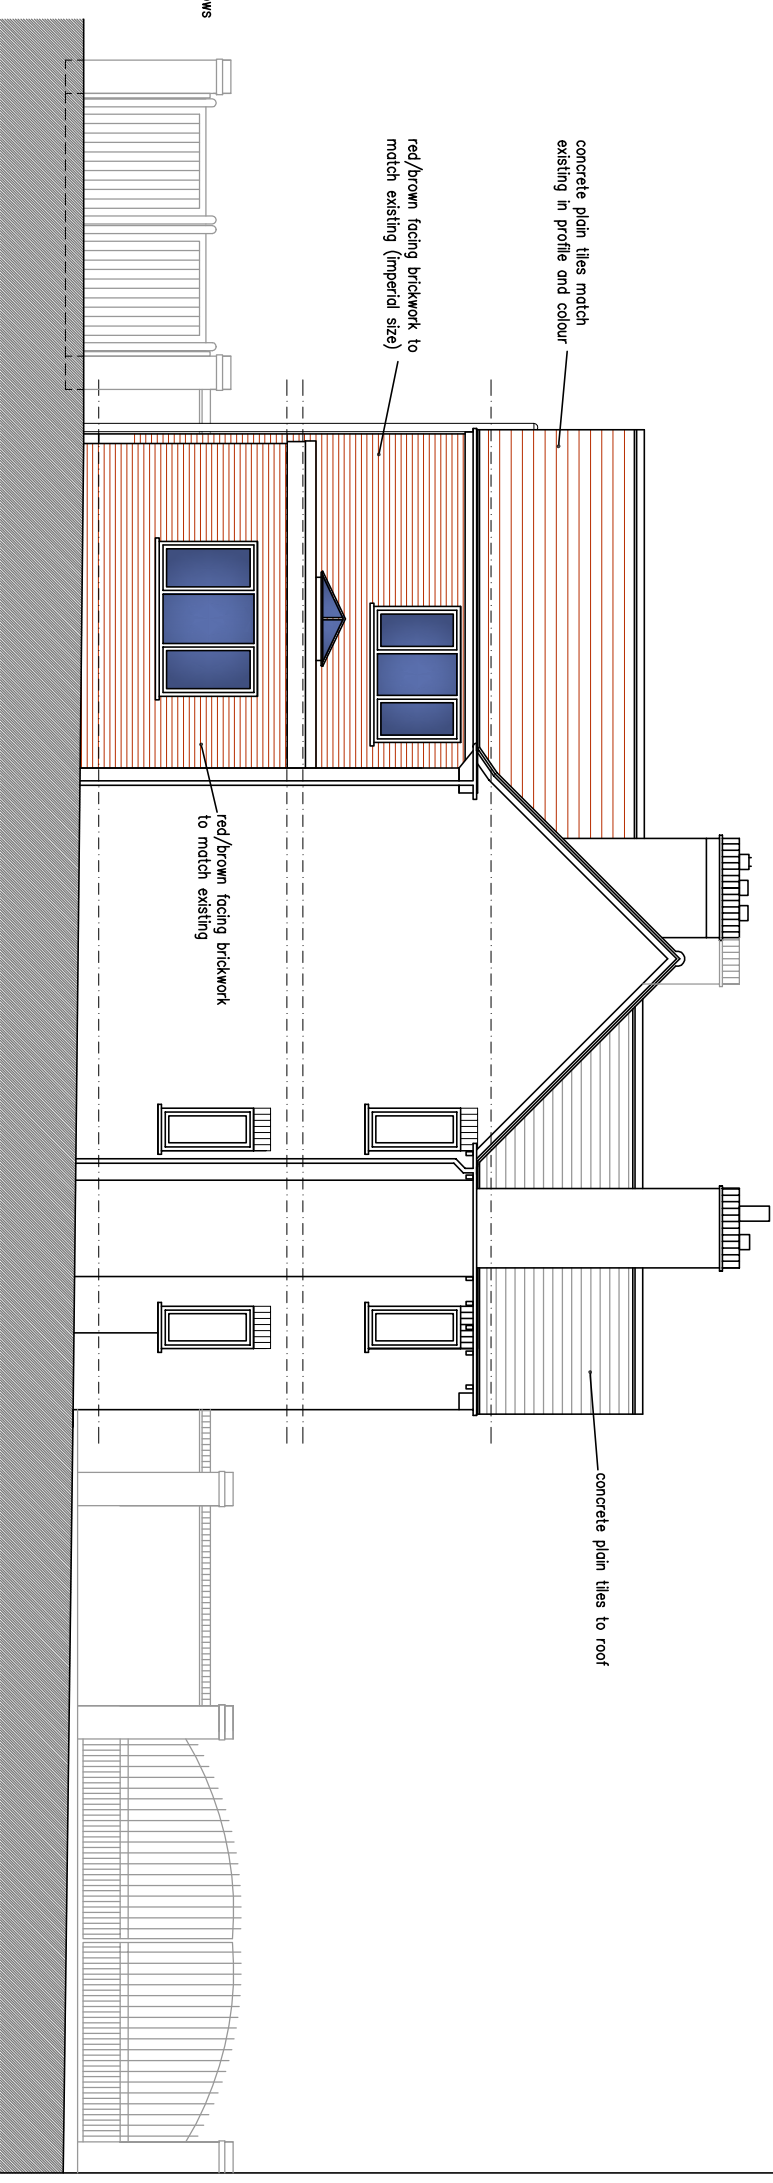 concrete plain tiles match
existing in profile and colour
red/brown facing brickwork to
match existing (imperial size)
ws
red/brown facing brickwork
to match existing
concrete plain tiles to roof